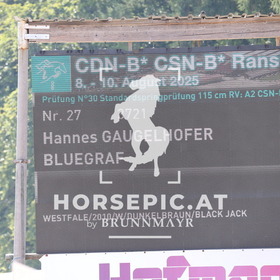 CDN-B* CSN-B* Rans
8. - 10. August 2025
Prüfung N°30 Standardspringprüfung 115 cm RV: A2 CSN-
Nr. 27 0721
Hannes GAUGELHOFER
BLUEGRAF
HORSEPIC.AT
WESTFALE/2010/W/DUNKELBRAUN/BLACK JACK
by BRUNNMAYR